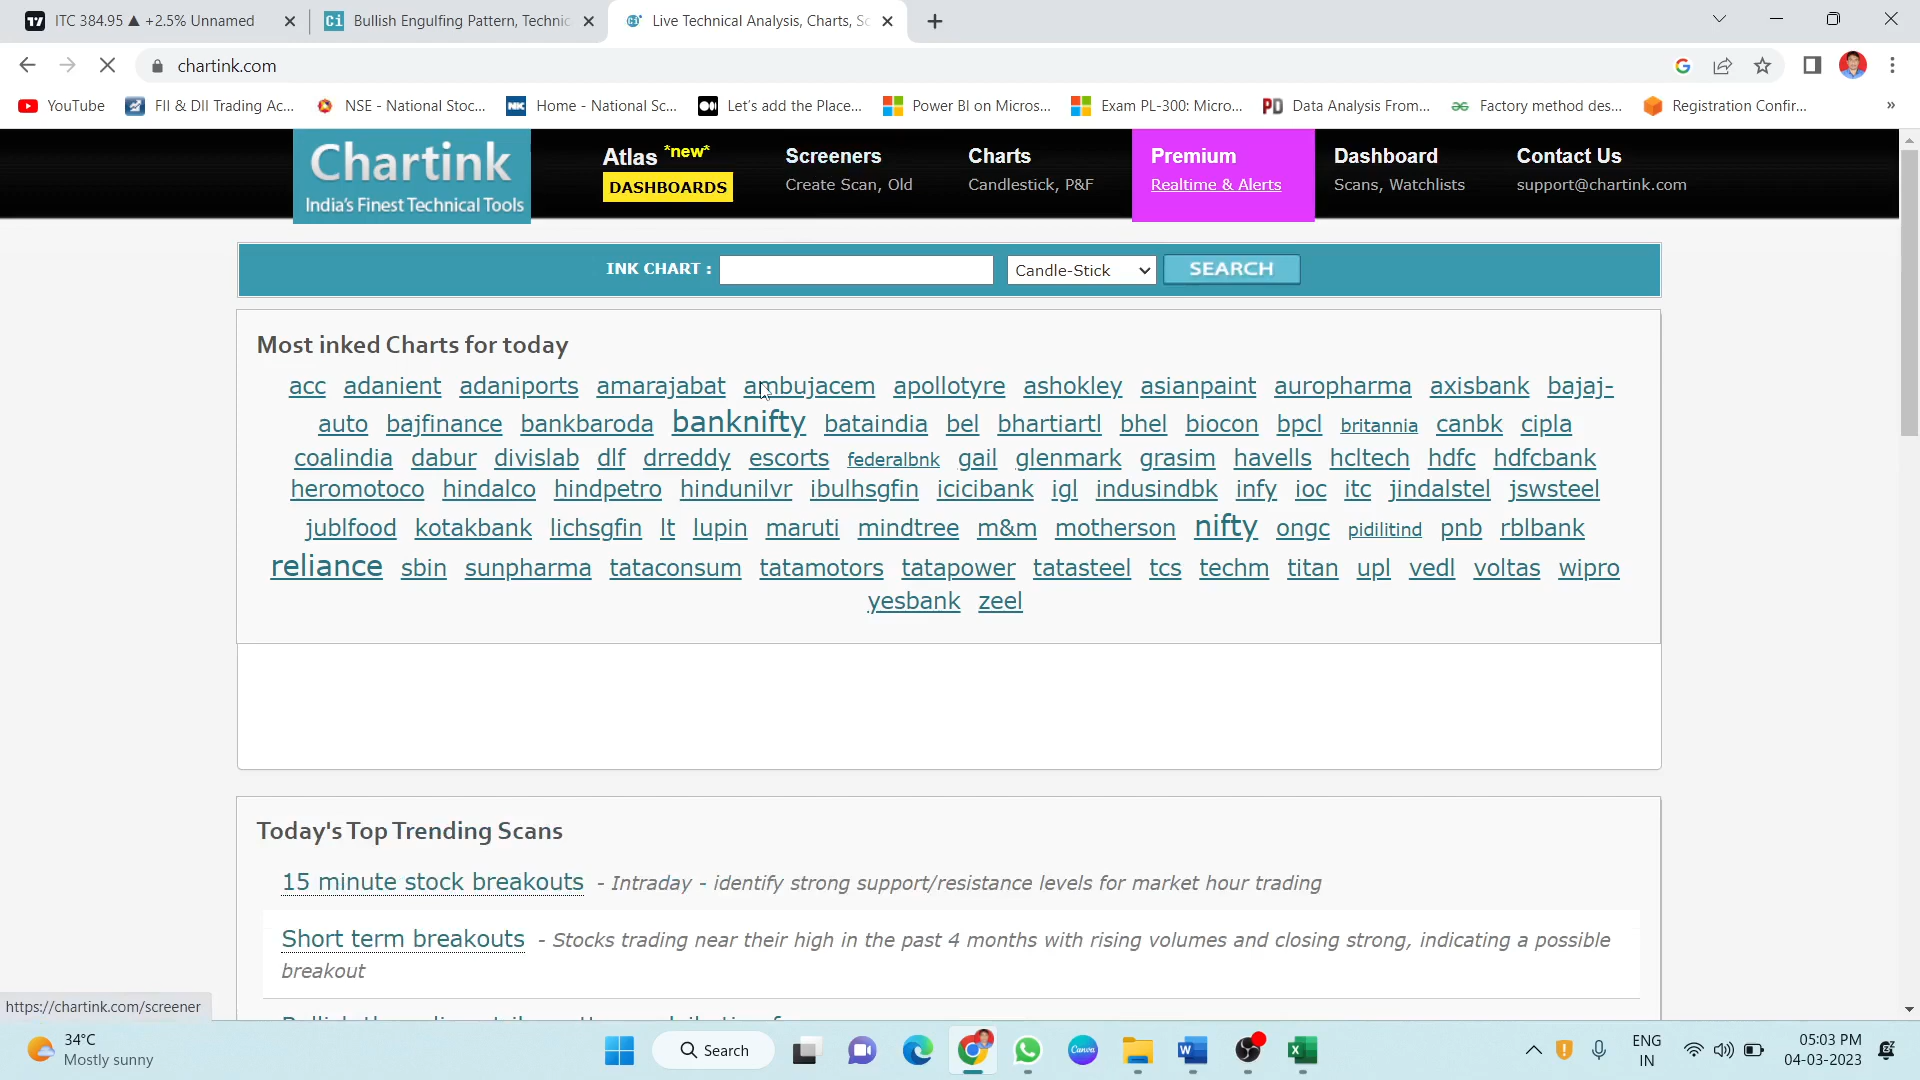 ITC 384.95 ▲ +2.5% Unnamed
Bullish Engulfing Pattern, Technic
Live Technical Analysis, Charts, Sc
chartink.com
YouTube
FII & DII Trading Ac...
NSE - National Stoc...
Home - National Sc...
Let's add the Place...
Power BI on Micros...
Exam PL-300: Micro...
Data Analysis From...
Factory method des...
Registration Confir...
»
Chartink
India's Finest Technical Tools
Atlas *new*
DASHBOARDS
Screeners
Create Scan, Old
Charts
Candlestick, P&F
Premium
Realtime & Alerts
Dashboard
Scans, Watchlists
Contact Us
support@chartink.com
INK CHART :
Candle-Stick
SEARCH
Most inked Charts for today
acc adanient adaniports amarajabat ambujacem apollotyre ashokley asianpaint auropharma axisbank bajaj-
auto bajfinance bankbaroda banknifty bataindia bel bhartiartl bhel biocon bpcl britannia canbk cipla
coalindia dabur divislab dlf drreddy escorts federalbnk gail glenmark grasim havells hcltech hdfc hdfcbank
heromotoco hindalco hindpetro hindunilvr ibulhsgfin icicibank igl indusindbk infy ioc itc jindalstel jswsteel
jublfood kotakbank lichsgfin lt lupin maruti mindtree m&m motherson nifty ongc pidilitind pnb rblbank
reliance sbin sunpharma tataconsum tatamotors tatapower tatasteel tcs techm titan upl vedl voltas wipro
yesbank zeel
Today's Top Trending Scans
15 minute stock breakouts - Intraday - identify strong support/resistance levels for market hour trading
Short term breakouts - Stocks trading near their high in the past 4 months with rising volumes and closing strong, indicating a possible
breakout
https://chartink.com/screener
34°C
Mostly sunny
Search
ENG
IN
05:03 PM
04-03-2023